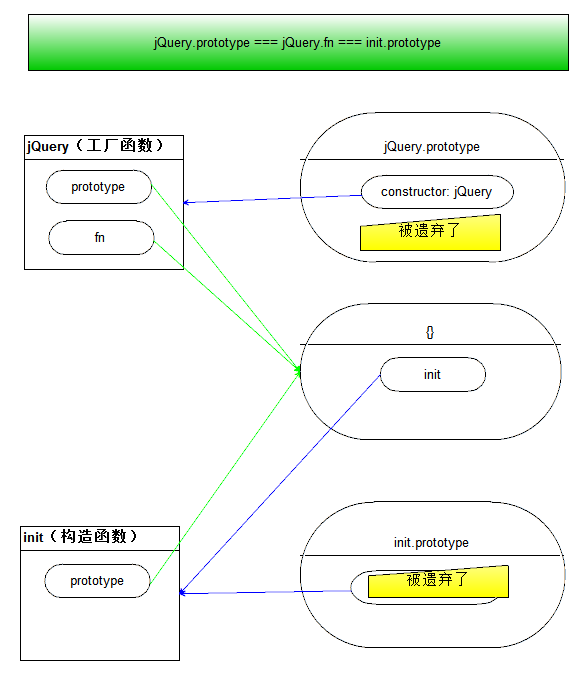 jQuery.prototype === jQuery.fn === init.prototype
jQuery（工厂函数）
prototype
fn
jQuery.prototype
constructor: jQuery
被遗弃了
{}
init
init（构造函数）
prototype
init.prototype
被遗弃了